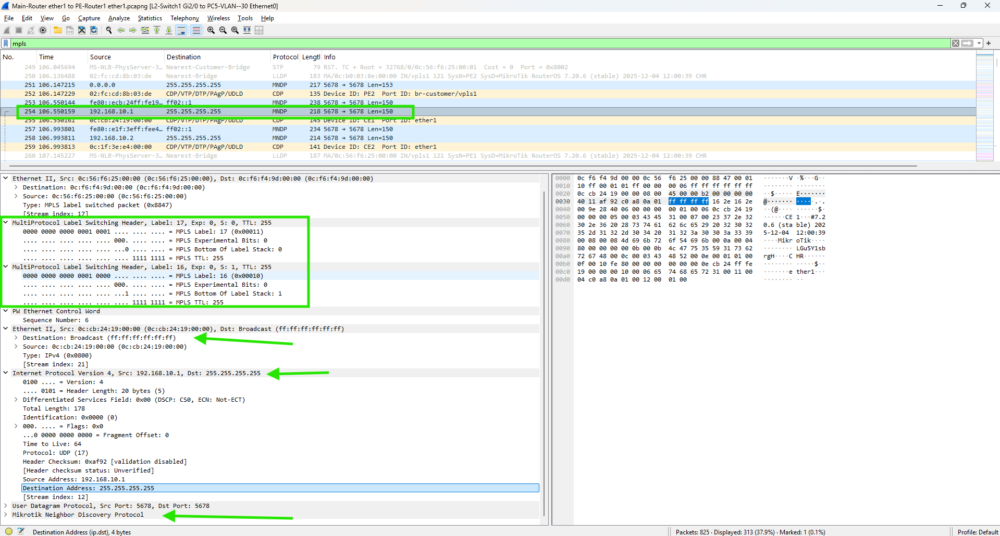 Main-Router ether1 to PE-Router1 ether1.pcapng [L2-Switch1 Gi2/0 to PC5-VLAN--30 Ethernet0]
File Edit View Go Capture Analyze Statistics Telephony Wireless Tools Help
mpls
No. Time Source Destination Protocol Lengtl Info
249 106.045694 MS-NLB-PhysServer-3… Nearest-Customer-Bridge STP 79 RST. TC + Root = 32768/0/0c:56:f6:25:00:01 Cost = 0 Port = 0x8002
250 106.136488 02:fc:cd:8b:03:de Nearest-Bridge LLDP 183 MA/0c:b0:03:8e:00:00 IN/vpls1 121 SysN=PE2 SysD=MikroTik RouterOS 7.20.6 (stable) 2025-12-04 12:00:39 CHR
251 106.147215 0.0.0.0 255.255.255.255 MNDP 217 5678 → 5678 Len=153
252 106.147229 02:fc:cd:8b:03:de CDP/VTP/DTP/PAgP/UDLD CDP 135 Device ID: PE2 Port ID: br-customer/vpls1
253 106.550144 fe80::ecb:24ff:fe19… ff02::1 MNDP 238 5678 → 5678 Len=150
254 106.550159 192.168.10.1 255.255.255.255 MNDP 218 5678 → 5678 Len=150
255 106.550161 0c:cb:24:19:00:00 CDP/VTP/DTP/PAgP/UDLD CDP 145 Device ID: CE1 Port ID: ether1
257 106.993801 fe80::e1f:3eff:fee4… ff02::1 MNDP 234 5678 → 5678 Len=150
258 106.993811 192.168.10.2 255.255.255.255 MNDP 214 5678 → 5678 Len=150
259 106.993813 0c:1f:3e:e4:00:00 CDP/VTP/DTP/PAgP/UDLD CDP 141 Device ID: CE2 Port ID: ether1
260 107.145227 MS-NLB-PhysServer-3… Nearest-Bridge LLDP 187 MA/0c:56:f6:25:00:00 IN/vpls1 121 SysN=PE1 SysD=MikroTik RouterOS 7.20.6 (stable) 2025-12-04 12:00:39 CHR
Ethernet II, Src: 0c:56:f6:25:00:00 (0c:56:f6:25:00:00), Dst: 0c:f6:f4:9d:00:00 (0c:f6:f4:9d:00:00)
Destination: 0c:f6:f4:9d:00:00 (0c:f6:f4:9d:00:00)
Source: 0c:56:f6:25:00:00 (0c:56:f6:25:00:00)
Type: MPLS label switched packet (0x8847)
[Stream index: 17]
MultiProtocol Label Switching Header, Label: 17, Exp: 0, S: 0, TTL: 255
0000 0000 0000 0001 0001 .... .... .... = MPLS Label: 17 (0x00011)
.... .... .... .... .... 000. .... .... = MPLS Experimental Bits: 0
.... .... .... .... .... ...0 .... .... = MPLS Bottom Of Label Stack: 0
.... .... .... .... .... .... 1111 1111 = MPLS TTL: 255
MultiProtocol Label Switching Header, Label: 16, Exp: 0, S: 1, TTL: 255
0000 0000 0000 0001 0000 .... .... .... = MPLS Label: 16 (0x00010)
.... .... .... .... .... 000. .... .... = MPLS Experimental Bits: 0
.... .... .... .... .... ...1 .... .... = MPLS Bottom Of Label Stack: 1
.... .... .... .... .... .... 1111 1111 = MPLS TTL: 255
PW Ethernet Control Word
Sequence Number: 6
Ethernet II, Src: 0c:cb:24:19:00:00 (0c:cb:24:19:00:00), Dst: Broadcast (ff:ff:ff:ff:ff:ff)
Destination: Broadcast (ff:ff:ff:ff:ff:ff)
Source: 0c:cb:24:19:00:00 (0c:cb:24:19:00:00)
Type: IPv4 (0x0800)
[Stream index: 21]
Internet Protocol Version 4, Src: 192.168.10.1, Dst: 255.255.255.255
0100 .... = Version: 4
.... 0101 = Header Length: 20 bytes (5)
Differentiated Services Field: 0x00 (DSCP: CS0, ECN: Not-ECT)
Total Length: 178
Identification: 0x0000 (0)
000. .... = Flags: 0x0
...0 0000 0000 0000 = Fragment Offset: 0
Time to Live: 64
Protocol: UDP (17)
Header Checksum: 0xaf92 [validation disabled]
[Header checksum status: Unverified]
Source Address: 192.168.10.1
Destination Address: 255.255.255.255
[Stream index: 12]
User Datagram Protocol, Src Port: 5678, Dst Port: 5678
Mikrotik Neighbor Discovery Protocol
0000 0c f6 f4 9d 00 00 0c 56 f6 25 00 00 88 47 00 01 ·······V ·%···G··
0010 10 ff 00 01 01 ff 00 00 00 06 ff ff ff ff ff ff ········ ········
0020 0c cb 24 19 00 00 08 00 45 00 00 b2 00 00 00 00 ··$····· E·······
0030 40 11 af 92 c0 a8 0a 01 ff ff ff ff 16 2e 16 2e @······· ·····.·.
0040 00 9e 28 40 06 00 00 00 00 01 00 06 0c cb 24 19 ··(@···· ······$·
0050 00 00 00 05 00 03 43 45 31 00 07 00 23 37 2e 32 ······CE 1···#7.2
0060 30 2e 36 20 28 73 74 61 62 6c 65 29 20 32 30 32 0.6 (sta ble) 202
0070 35 2d 31 32 2d 30 34 20 31 32 3a 30 30 3a 33 39 5-12-04 12:00:39
0080 00 08 00 08 4d 69 6b 72 6f 54 69 6b 00 0a 00 04 ····Mikr oTik····
0090 80 00 00 00 00 0b 00 0b 4c 47 75 35 59 31 73 62 ········ LGu5Y1sb
00a0 72 67 48 00 0c 00 03 43 48 52 00 0e 00 01 01 00 rgH····C HR······
00b0 0f 00 10 fe 80 00 00 00 00 00 00 0e cb 24 ff fe ········ ·····$··
00c0 19 00 00 00 10 00 06 65 74 68 65 72 31 00 11 00 ·······e ther1···
00d0 04 c0 a8 0a 01 00 12 00 01 00 ········ ··
Destination Address (ip.dst), 4 bytes
Packets: 825 · Displayed: 313 (37.9%) · Marked: 1 (0.1%)
Profile: Default